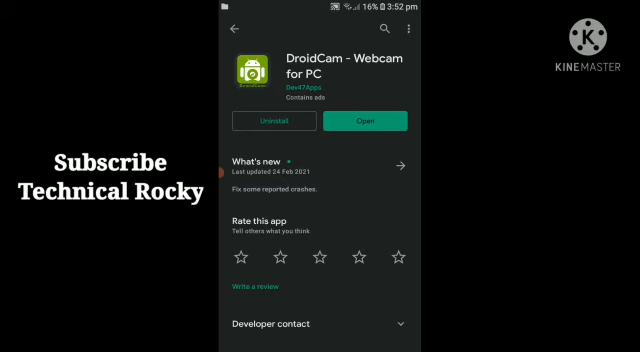 16% 3:52 pm
DroidCam - Webcam
for PC
DroidCam
Dev47Apps
Contains ads
Uninstall
Open
What's new
Last updated 24 Feb 2021
Fix some reported crashes.
Rate this app
Tell others what you think
Write a review
Developer contact
Subscribe
Technical Rocky
K
KINEMASTER